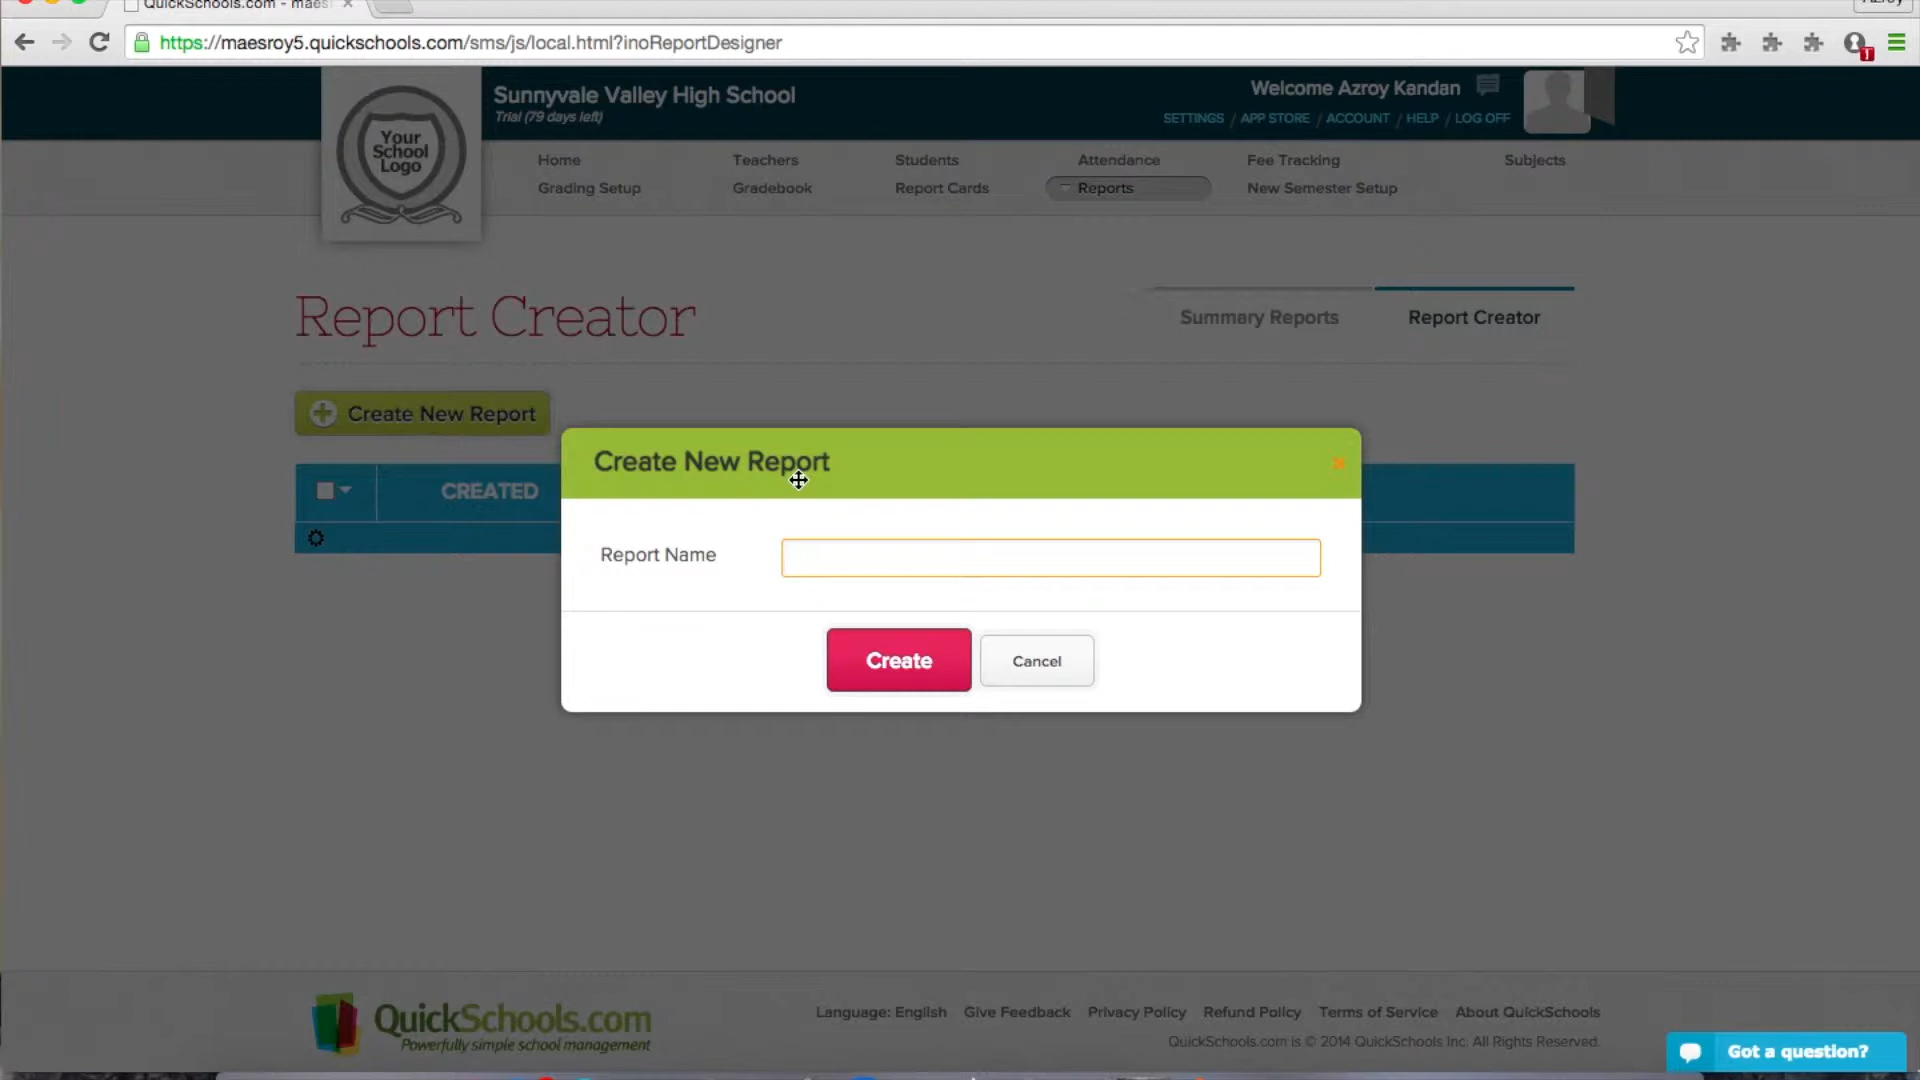 QuickSchools.com - maes
https://maesroy5.quickschools.com/sms/js/local.html?inoReportDesigner
1
Your
School
Logo
Sunnyvale Valley High School
Trial (79 days left)
Welcome Azroy Kandan
SETTINGS / APP STORE / ACCOUNT / HELP / LOG OFF
Home Teachers Students Attendance Fee Tracking Subjects
Grading Setup Gradebook Report Cards Reports New Semester Setup
Report Creator
Summary Reports Report Creator
Create New Report
CREATED
Create New Report
Report Name
Create Cancel
QuickSchools.com
Powerfully simple school management
Language: English Give Feedback Privacy Policy Refund Policy Terms of Service About QuickSchools
QuickSchools.com is © 2014 QuickSchools Inc. All Rights Reserved.
Got a question?